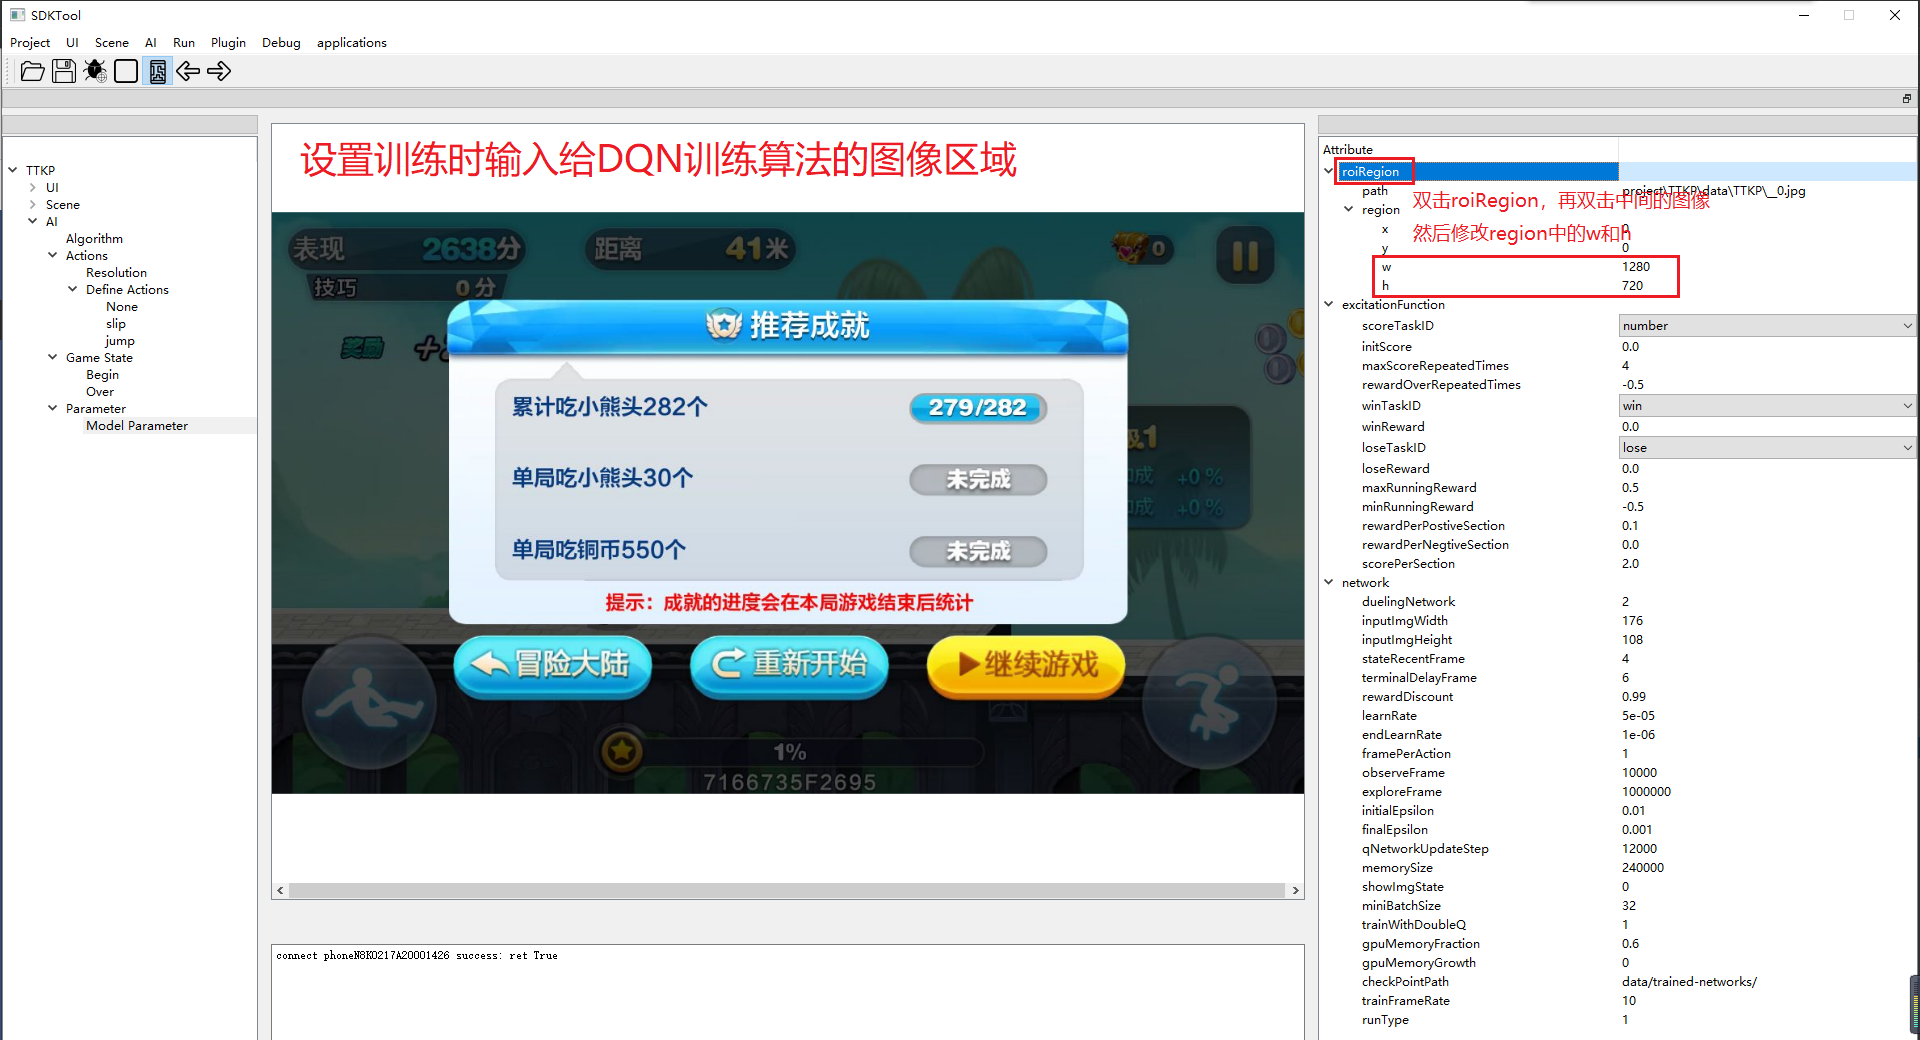 SDKTool
Project UI Scene AI Run Plugin Debug applications
TTKP
UI
Scene
AI
Algorithm
Actions
Resolution
Define Actions
None
slip
jump
Game State
Begin
Over
Parameter
Model Parameter
设置训练时输入给DQN训练算法的图像区域
表现 2638分
距离 41米
0
技巧 0分
奖励
推荐成就
累计吃小熊头282个 279/282
单局吃小熊头30个 未完成
单局吃铜币550个 未完成
提示：成就的进度会在本局游戏结束后统计
级1
成 +0%
成 +0%
冒险大陆
重新开始
继续游戏
1%
7166735F2695
connect phoneN8K0217A20001426 success: ret True
Attribute
roiRegion
path project\TTKP\data\TTKP\__0.jpg
双击roiRegion，再双击中间的图像
region
然后修改region中的w和h
x 0
y 0
w 1280
h 720
excitationFunction
scoreTaskID number
initScore 0.0
maxScoreRepeatedTimes 4
rewardOverRepeatedTimes -0.5
winTaskID win
winReward 0.0
loseTaskID lose
loseReward 0.0
maxRunningReward 0.5
minRunningReward -0.5
rewardPerPostiveSection 0.1
rewardPerNegtiveSection 0.0
scorePerSection 2.0
network
duelingNetwork 2
inputImgWidth 176
inputImgHeight 108
stateRecentFrame 4
terminalDelayFrame 6
rewardDiscount 0.99
learnRate 5e-05
endLearnRate 1e-06
framePerAction 1
observeFrame 10000
exploreFrame 1000000
initialEpsilon 0.01
finalEpsilon 0.001
qNetworkUpdateStep 12000
memorySize 240000
showImgState 0
miniBatchSize 32
trainWithDoubleQ 1
gpuMemoryFraction 0.6
gpuMemoryGrowth 0
checkPointPath data/trained-networks/
trainFrameRate 10
runType 1